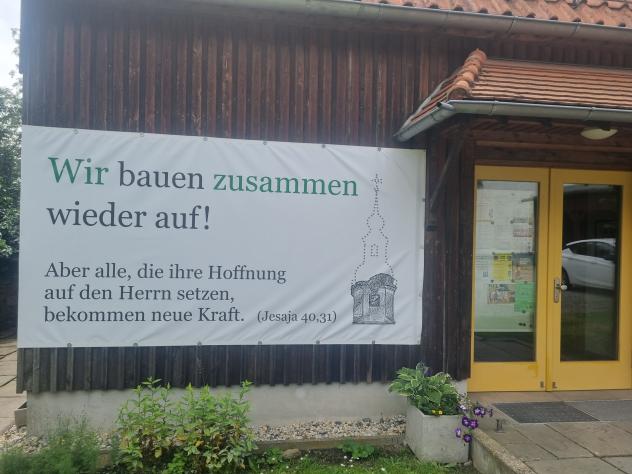 Wir bauen zusammen
wieder auf!
Aber alle, die ihre Hoffnung
auf den Herrn setzen,
bekommen neue Kraft. (Jesaja 40,31)